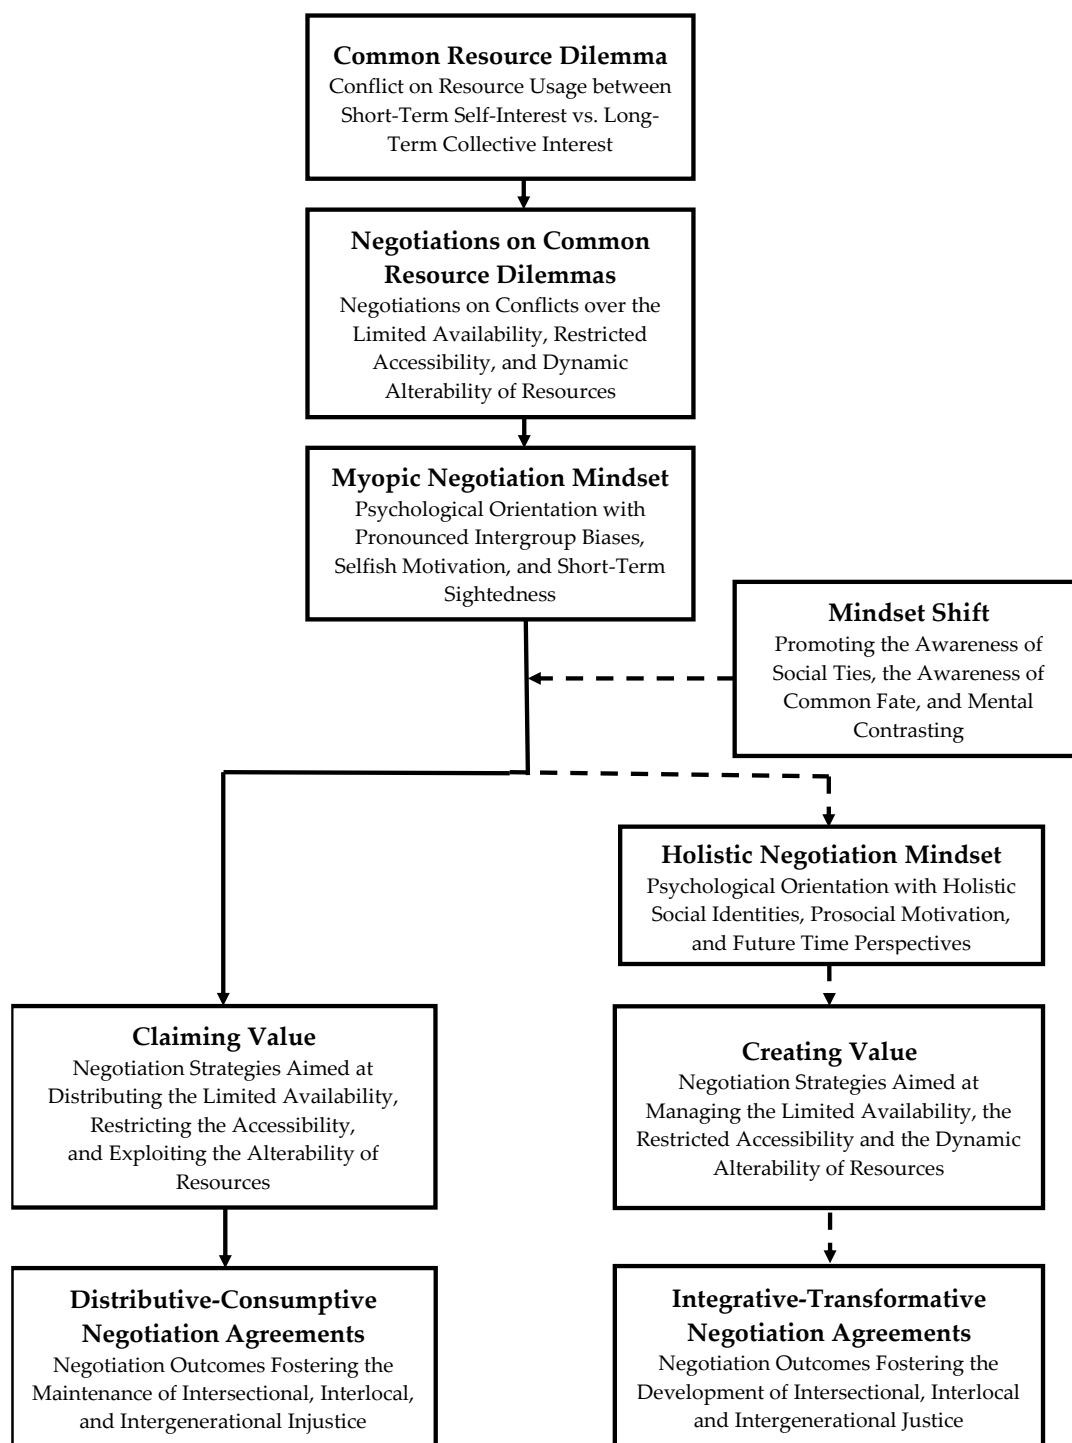 Common Resource Dilemma
Conflict on Resource Usage between
Short-Term Self-Interest vs. Long-
Term Collective Interest
Negotiations on Common
Resource Dilemmas
Negotiations on Conflicts over the
Limited Availability, Restricted
Accessibility, and Dynamic
Alterability of Resources
Myopic Negotiation Mindset
Psychological Orientation with
Pronounced Intergroup Biases,
Selfish Motivation, and Short-Term
Sightedness
Mindset Shift
Promoting the Awareness of
Social Ties, the Awareness of
Common Fate, and Mental
Contrasting
Holistic Negotiation Mindset
Psychological Orientation with Holistic
Social Identities, Prosocial Motivation,
and Future Time Perspectives
Claiming Value
Negotiation Strategies Aimed at
Distributing the Limited Availability,
Restricting the Accessibility,
and Exploiting the Alterability of
Resources
Creating Value
Negotiation Strategies Aimed at
Managing the Limited Availability, the
Restricted Accessibility and the Dynamic
Alterability of Resources
Distributive-Consumptive
Negotiation Agreements
Negotiation Outcomes Fostering the
Maintenance of Intersectional, Interlocal,
and Intergenerational Injustice
Integrative-Transformative
Negotiation Agreements
Negotiation Outcomes Fostering the
Development of Intersectional, Interlocal
and Intergenerational Justice